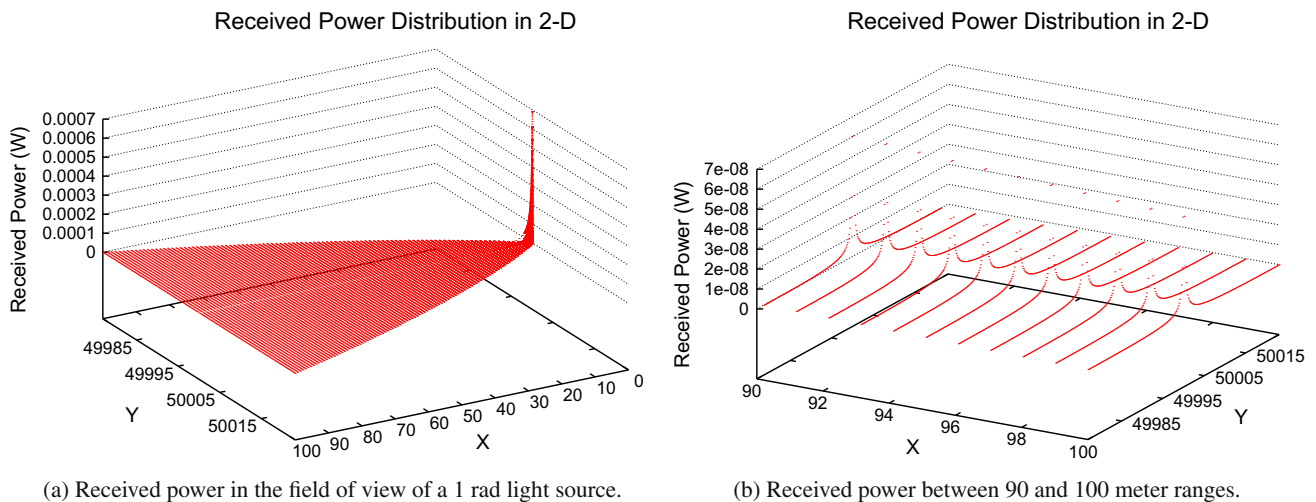 Received Power Distribution in 2-D
Received Power (W)
0.0007
0.0006
0.0005
0.0004
0.0003
0.0002
0.0001
0
49985
49995
50005
50015
Y
100 90 80 70 60 50 40 30 20 10 0
X
(a) Received power in the field of view of a 1 rad light source.
Received Power Distribution in 2-D
Received Power (W)
7e-08
6e-08
5e-08
4e-08
3e-08
2e-08
1e-08
0
90 92 94 96 98 100
X
50015
50005
49995
49985
Y
(b) Received power between 90 and 100 meter ranges.